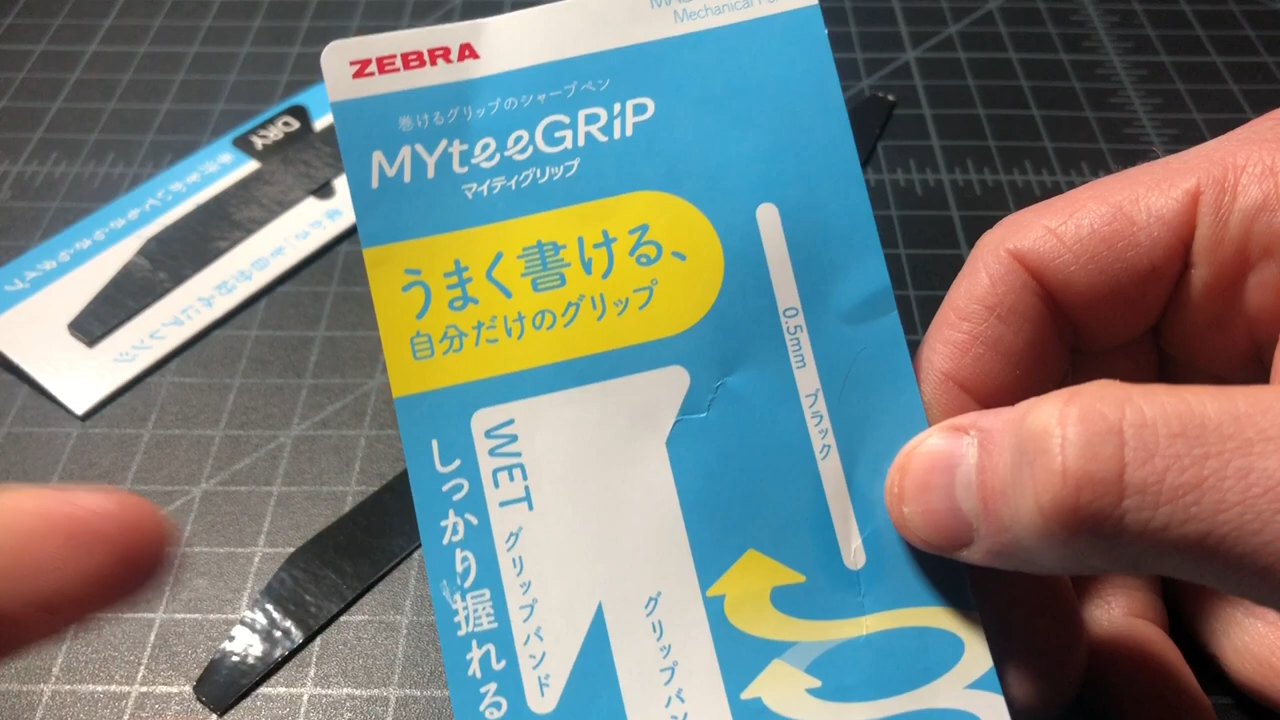 ZEBRA
Mechanical
巻けるグリップのシャープペン
MYteeGRiP
マイティグリップ
うまく書ける、
自分だけのグリップ
0.5mm ブラック
WET グリップバンド
しっかり握れる
グリップバン
DRY